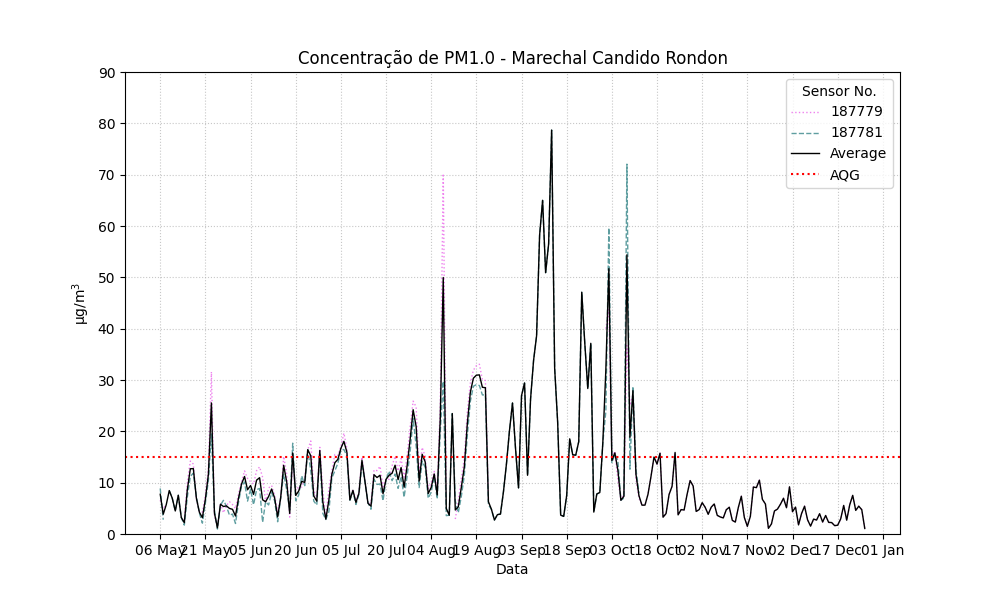 Concentração de PM1.0 - Marechal Candido Rondon
Sensor No.
187779
187781
Average
AQG
90
80
70
60
50
40
30
20
10
0
µg/m³
06 May 21 May 05 Jun 20 Jun 05 Jul 20 Jul 04 Aug 19 Aug 03 Sep 18 Sep 03 Oct 18 Oct 02 Nov 17 Nov 02 Dec 17 Dec 01 Jan
Data